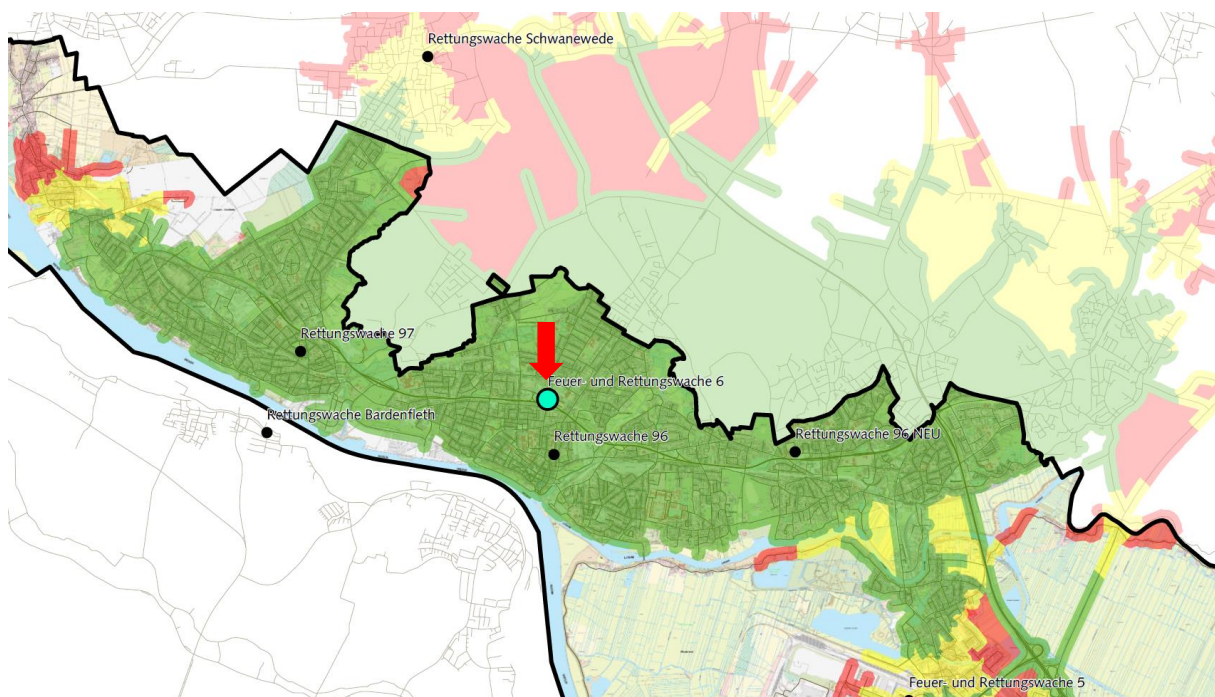 Rettungswache Schwanewede
Rettungswache 97
Feuer- und Rettungswache 6
Rettungswache Bardenfleth
Rettungswache 96
Rettungswache 96 NEU
Feuer- und Rettungswache 5